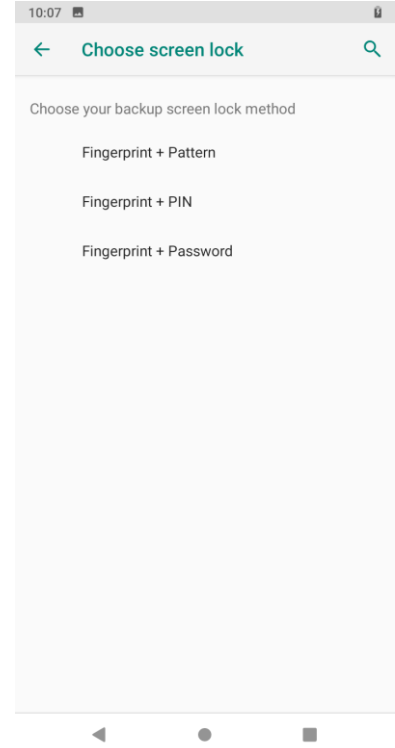 10:07
Choose screen lock
Choose your backup screen lock method
Fingerprint + Pattern
Fingerprint + PIN
Fingerprint + Password